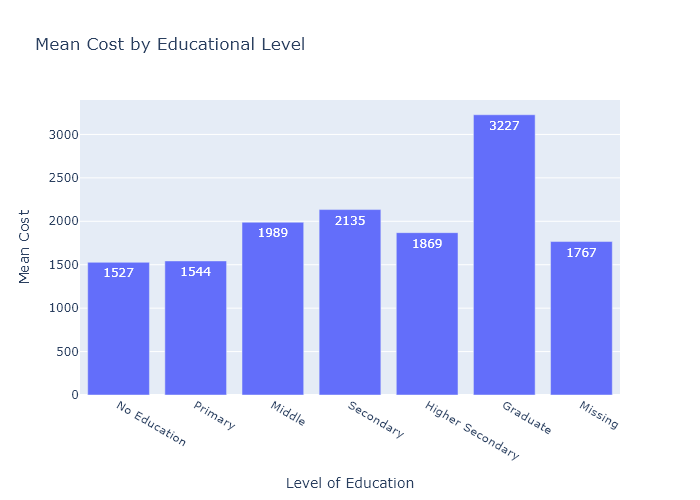 Mean Cost by Educational Level
Mean Cost
3000
2500
2000
1500
1000
500
0
1527
1544
1989
2135
1869
3227
1767
No Education
Primary
Middle
Secondary
Higher Secondary
Graduate
Missing
Level of Education